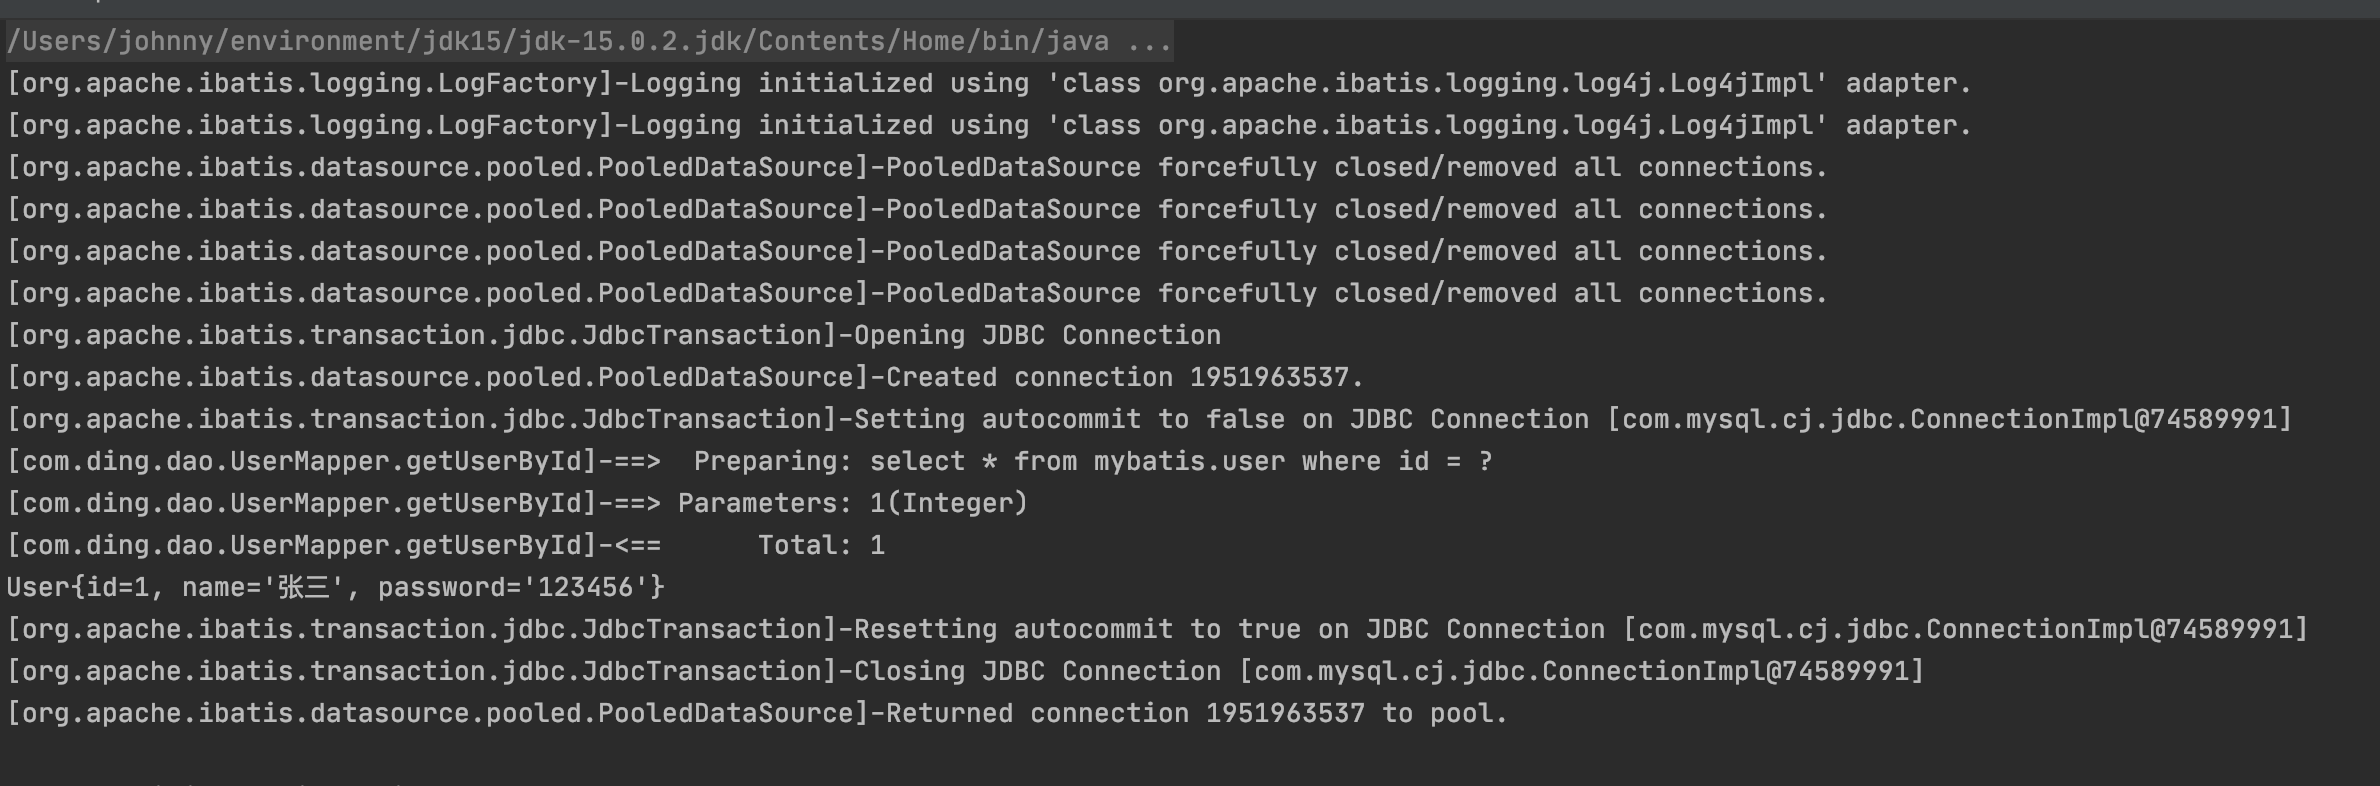 /Users/johnny/environment/jdk15/jdk-15.0.2.jdk/Contents/Home/bin/java ...
[org.apache.ibatis.logging.LogFactory]-Logging initialized using 'class org.apache.ibatis.logging.log4j.Log4jImpl' adapter.
[org.apache.ibatis.logging.LogFactory]-Logging initialized using 'class org.apache.ibatis.logging.log4j.Log4jImpl' adapter.
[org.apache.ibatis.datasource.pooled.PooledDataSource]-PooledDataSource forcefully closed/removed all connections.
[org.apache.ibatis.datasource.pooled.PooledDataSource]-PooledDataSource forcefully closed/removed all connections.
[org.apache.ibatis.datasource.pooled.PooledDataSource]-PooledDataSource forcefully closed/removed all connections.
[org.apache.ibatis.datasource.pooled.PooledDataSource]-PooledDataSource forcefully closed/removed all connections.
[org.apache.ibatis.transaction.jdbc.JdbcTransaction]-Opening JDBC Connection
[org.apache.ibatis.datasource.pooled.PooledDataSource]-Created connection 1951963537.
[org.apache.ibatis.transaction.jdbc.JdbcTransaction]-Setting autocommit to false on JDBC Connection [com.mysql.cj.jdbc.ConnectionImpl@74589991]
[com.ding.dao.UserMapper.getUserById]-==>  Preparing: select * from mybatis.user where id = ?
[com.ding.dao.UserMapper.getUserById]-==> Parameters: 1(Integer)
[com.ding.dao.UserMapper.getUserById]-<==      Total: 1
User{id=1, name='张三', password='123456'}
[org.apache.ibatis.transaction.jdbc.JdbcTransaction]-Resetting autocommit to true on JDBC Connection [com.mysql.cj.jdbc.ConnectionImpl@74589991]
[org.apache.ibatis.transaction.jdbc.JdbcTransaction]-Closing JDBC Connection [com.mysql.cj.jdbc.ConnectionImpl@74589991]
[org.apache.ibatis.datasource.pooled.PooledDataSource]-Returned connection 1951963537 to pool.